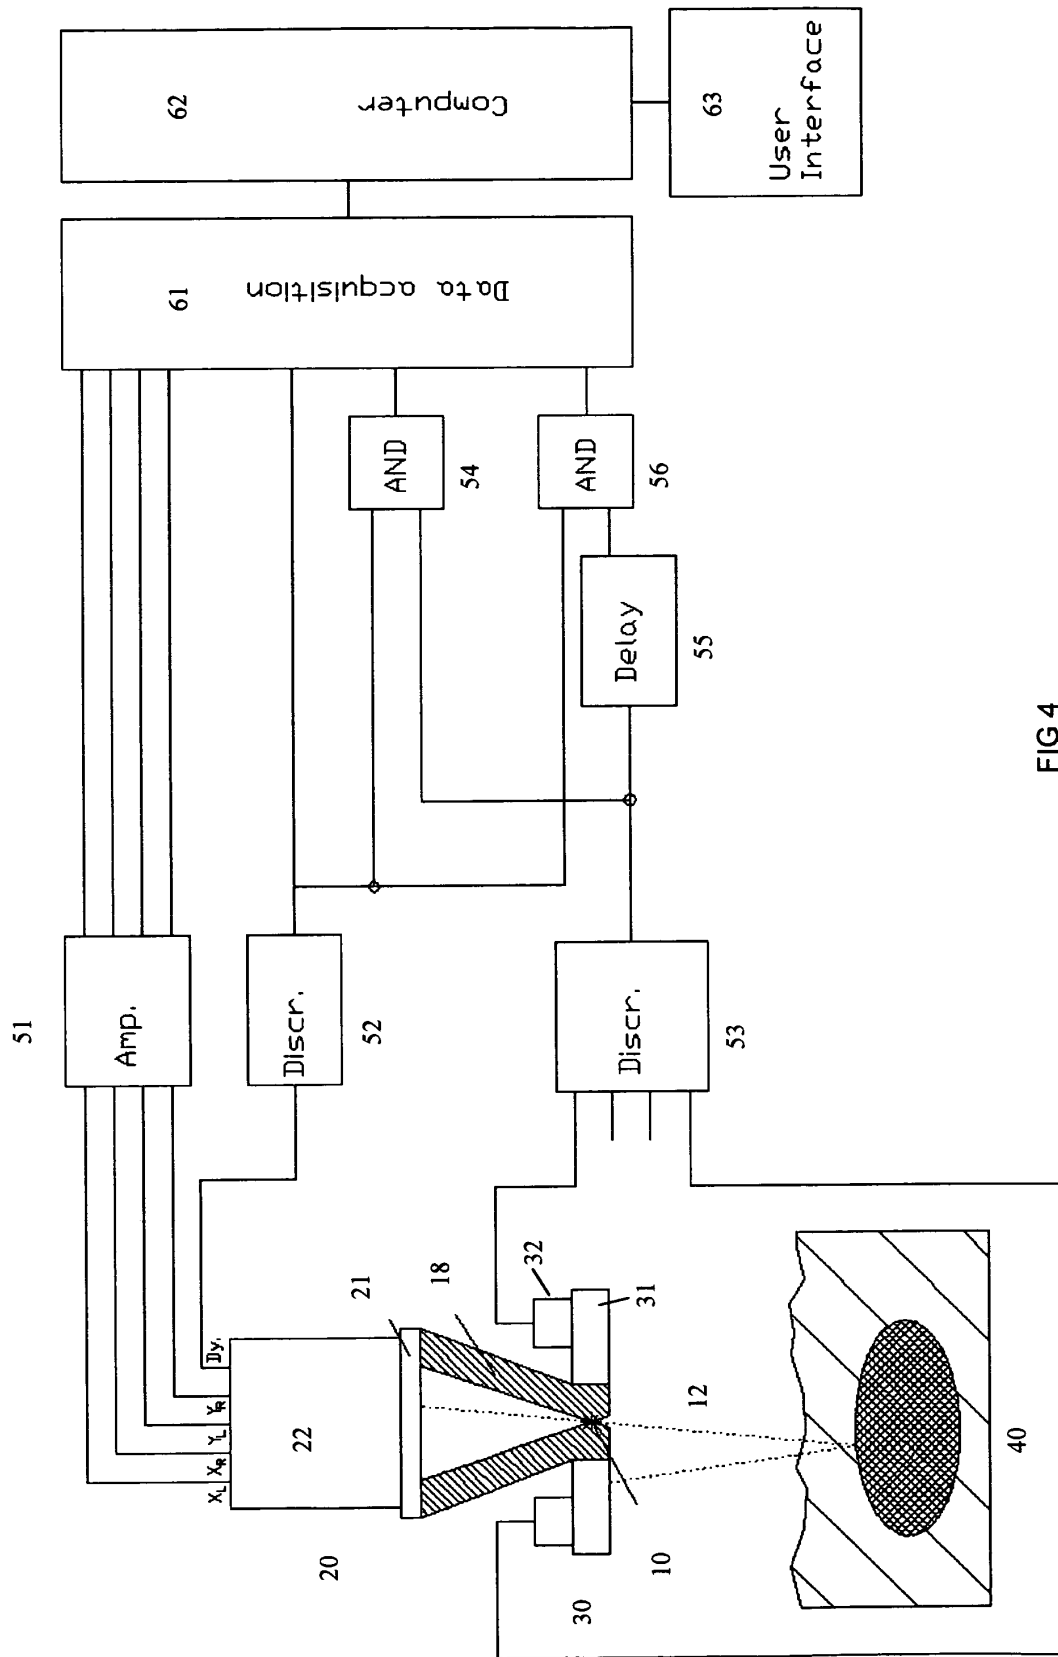 51
Amp.
X_L
X_R
Y_L
Y_R
Dy.
22
20
21
18
Discr.
52
32
31
30
10
12
40
Discr.
53
Delay
55
AND
54
AND
56
61
Data acquisition
62
Computer
63
User
Interface
FIG 4